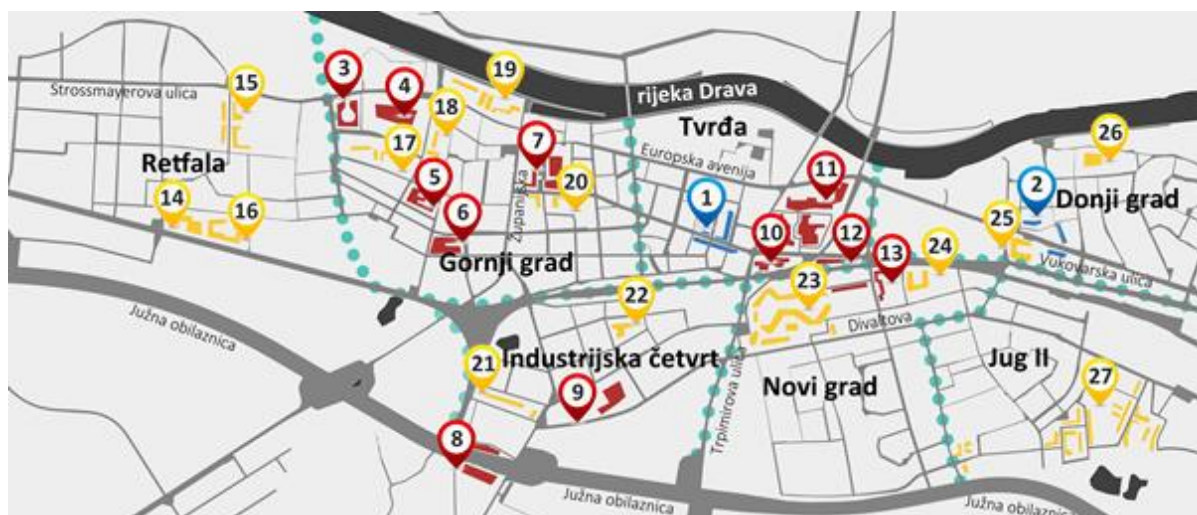 19
3
4
15
Strossmayerova ulica
18
rijeka Drava
Tvrđa
26
17
7
Retfala
Europska avenija
5
20
11
14
16
6
Županijska
1
2
Donji grad
25
10
12
Gornji grad
13
24
Vukovarska ulica
22
23
Južna obilaznica
Divaltova
21
Industrijska četvrt
Jug II
9
Trpimirova ulica
Novi grad
27
8
Južna obilaznica
Južna obilaznica